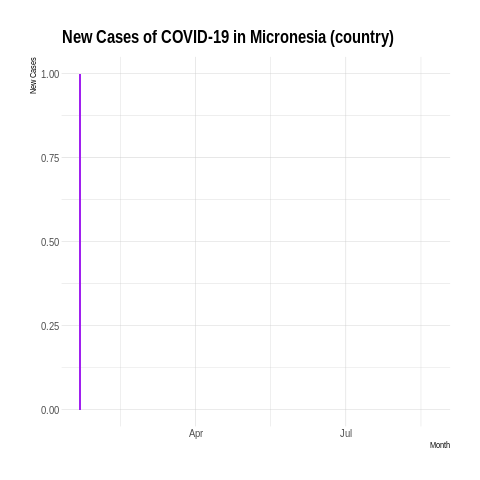 New Cases of COVID-19 in Micronesia (country)
New Cases
1.00
0.75
0.50
0.25
0.00
Apr
Jul
Month